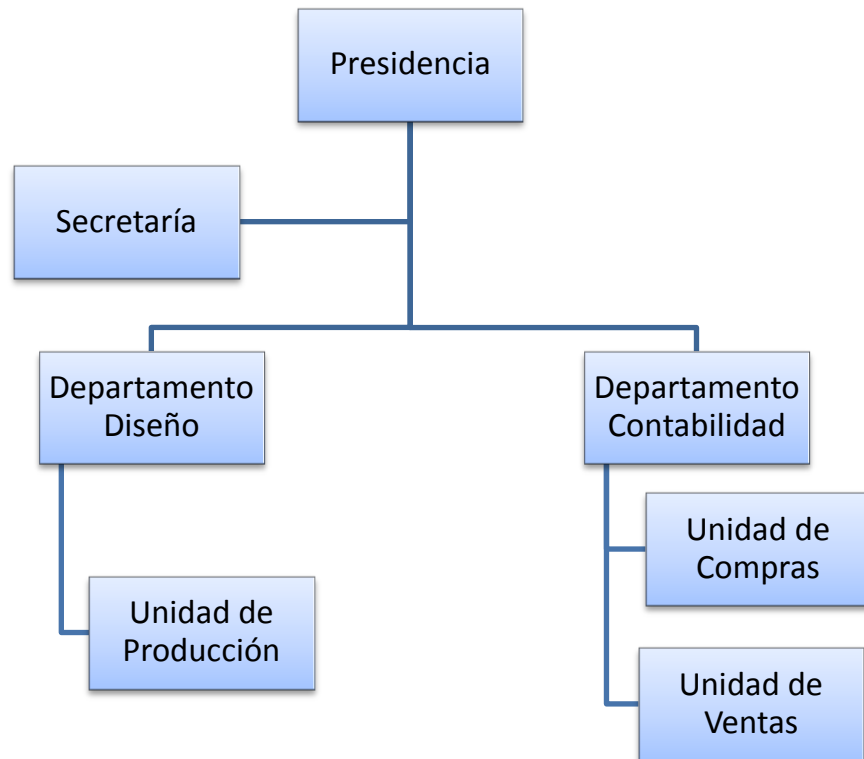 Presidencia
Secretaría
Departamento
Diseño
Departamento
Contabilidad
Unidad de
Compras
Unidad de
Producción
Unidad de
Ventas